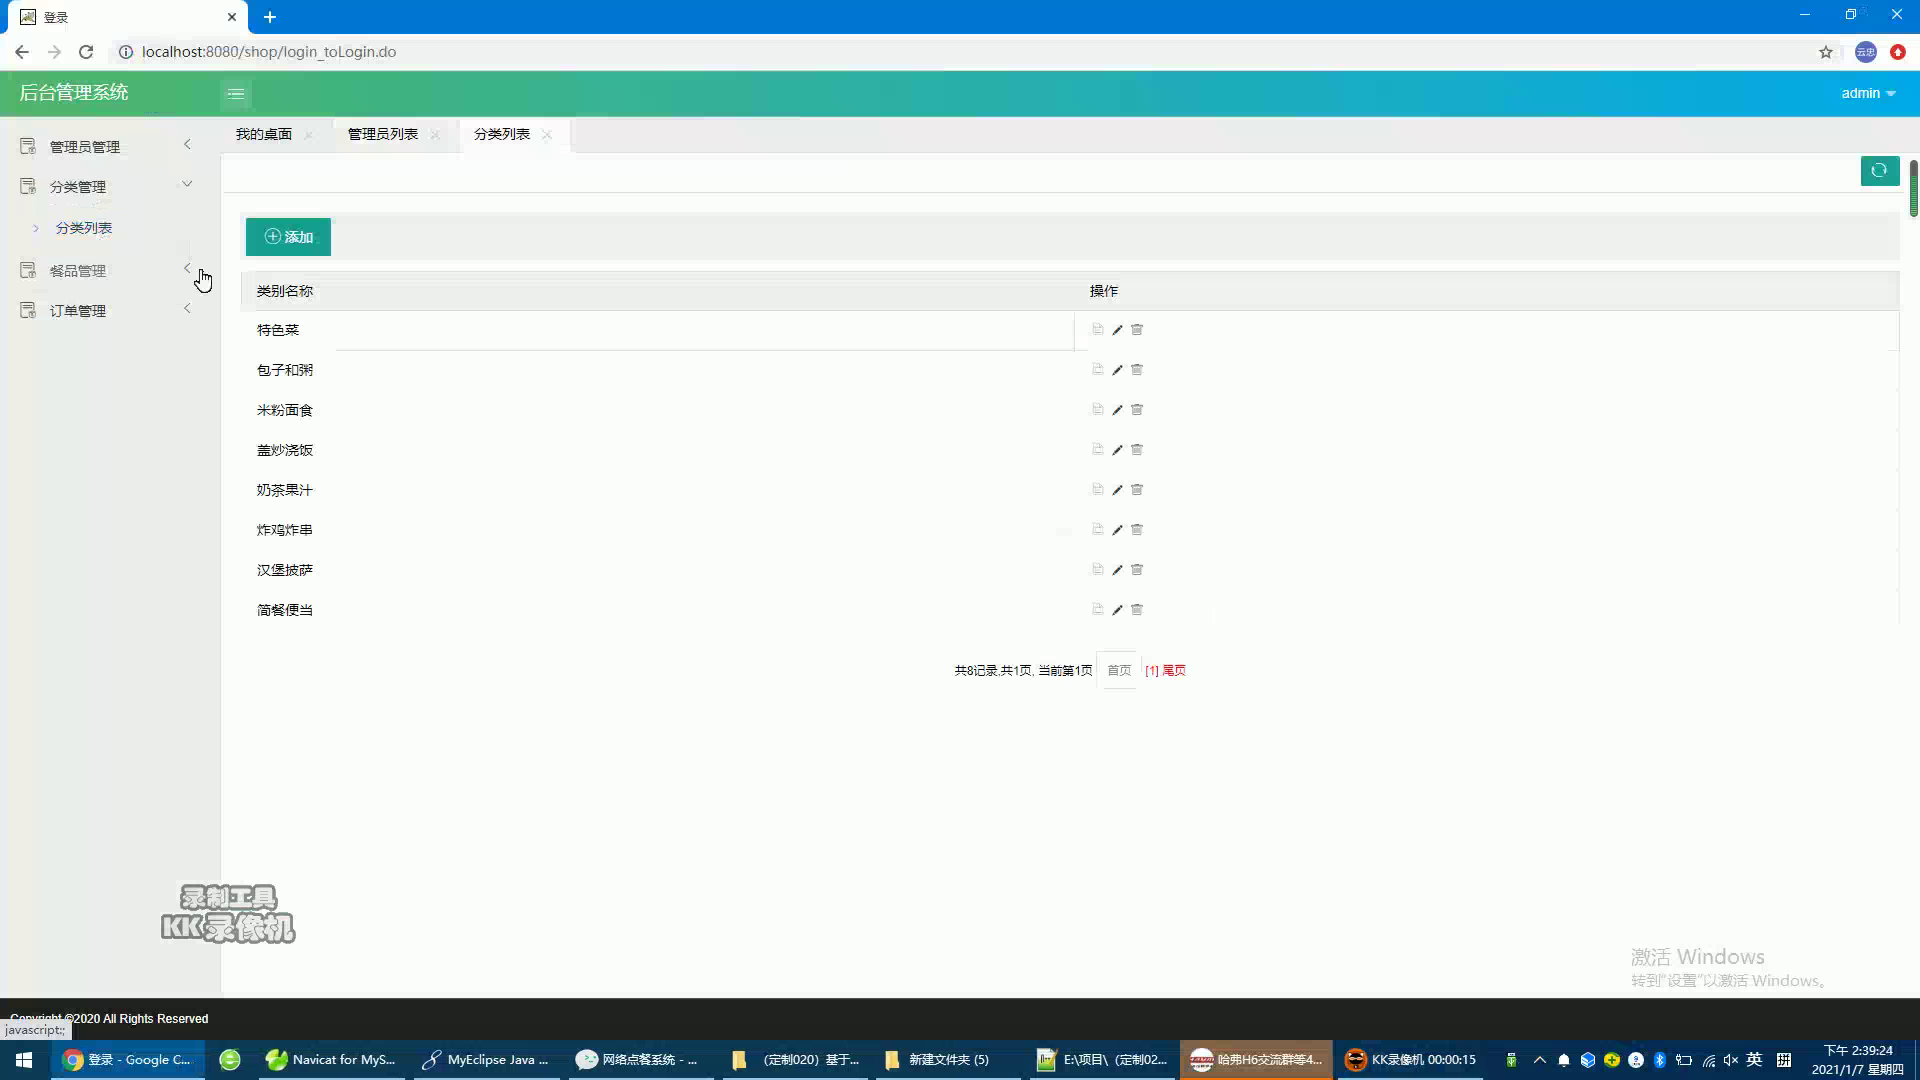 登录
localhost:8080/shop/login_toLogin.do
云忠
后台管理系统
admin
管理员管理
分类管理
分类列表
餐品管理
订单管理
我的桌面
管理员列表
分类列表
添加
类别名称 操作
特色菜
包子和粥
米粉面食
盖炒浇饭
奶茶果汁
炸鸡炸串
汉堡披萨
简餐便当
共8记录,共1页, 当前第1页 首页 [1] 尾页
录制工具
KK录像机
激活 Windows
转到"设置"以激活 Windows。
Copyright ©2020 All Rights Reserved
javascript:;
登录 - Google C...
Navicat for MyS...
MyEclipse Java ...
网络点餐系统 - ...
(定制020) 基于...
新建文件夹 (5)
E:\项目\ (定制02...
哈弗H6交流群等4...
KK录像机 00:00:15
英
拼
下午 2:39:24
2021/1/7 星期四